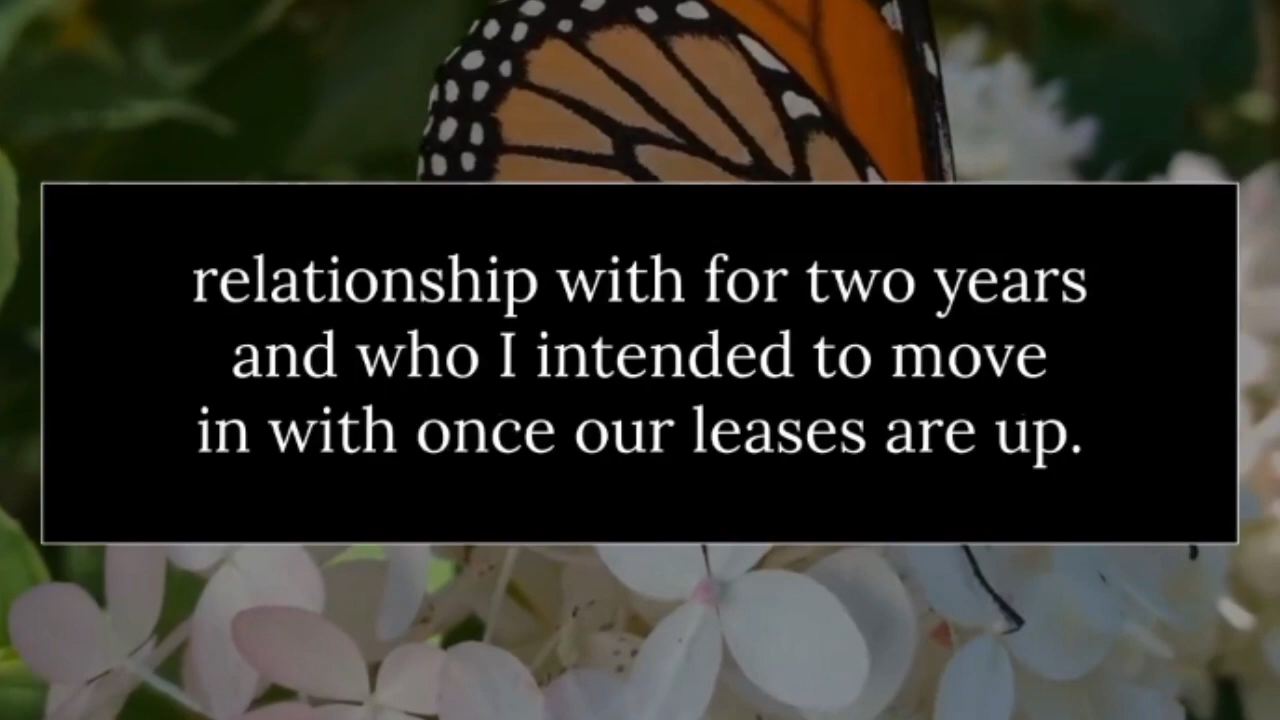 relationship with for two years
and who I intended to move
in with once our leases are up.